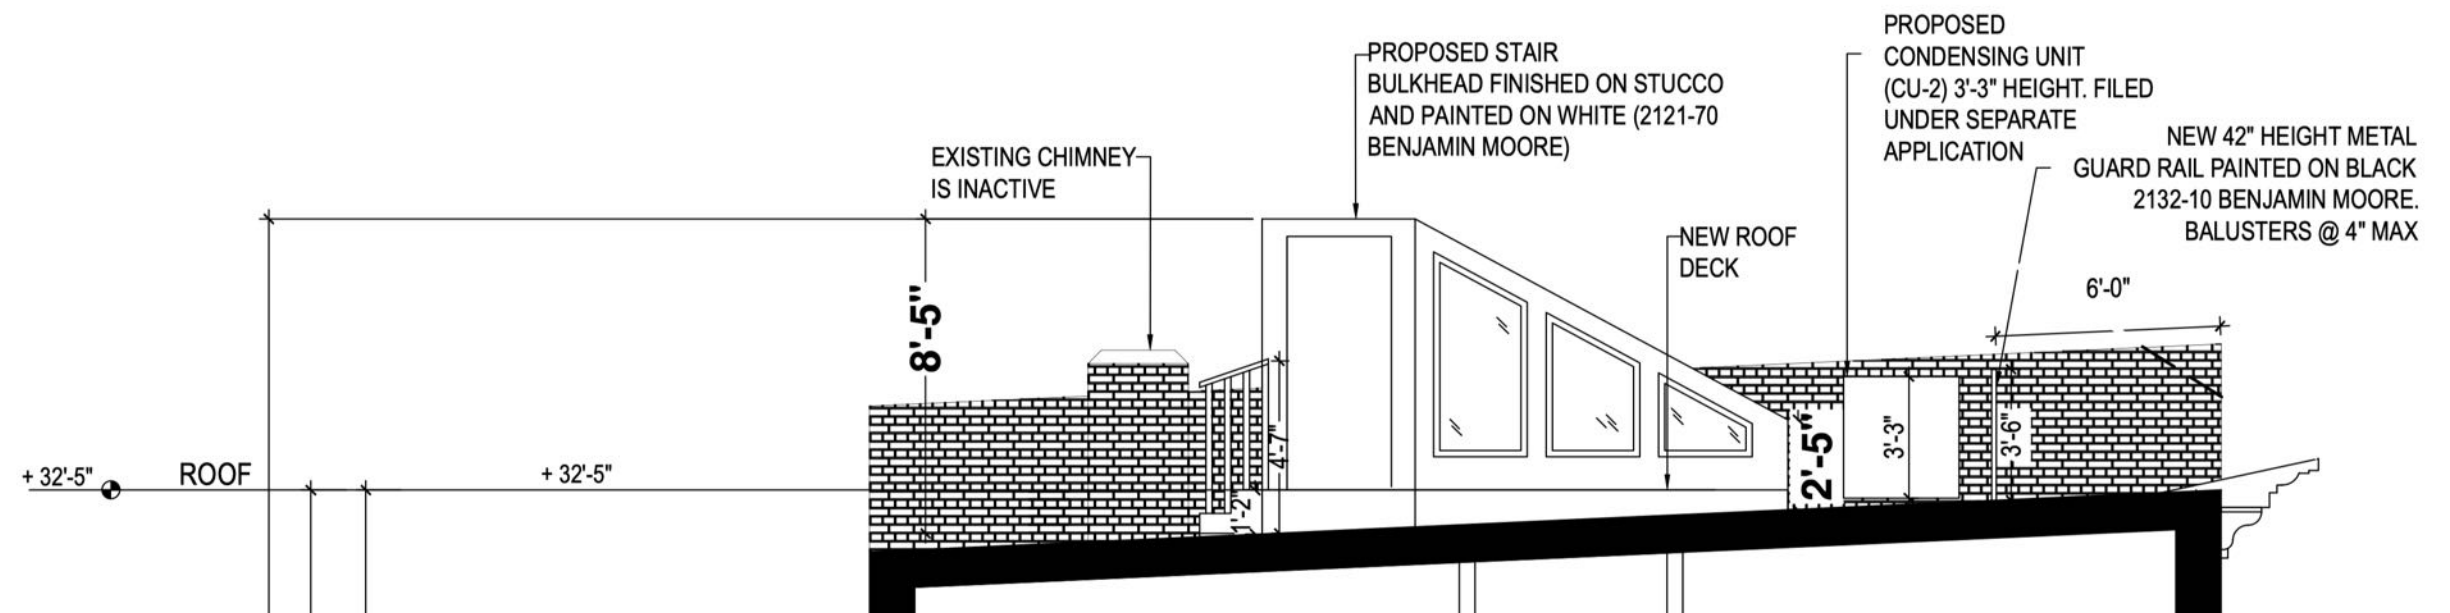 PROPOSED
CONDENSING UNIT
(CU-2) 3'-3" HEIGHT. FILED
UNDER SEPARATE
APPLICATION
PROPOSED STAIR
BULKHEAD FINISHED ON STUCCO
AND PAINTED ON WHITE (2121-70
BENJAMIN MOORE)
NEW 42" HEIGHT METAL
GUARD RAIL PAINTED ON BLACK
2132-10 BENJAMIN MOORE.
BALUSTERS @ 4" MAX
EXISTING CHIMNEY
IS INACTIVE
NEW ROOF
DECK
6'-0"
8'-5"
4'-7"
1'-2"
2'-5"
3'-3"
3'-6"
+ 32'-5"
ROOF
+ 32'-5"